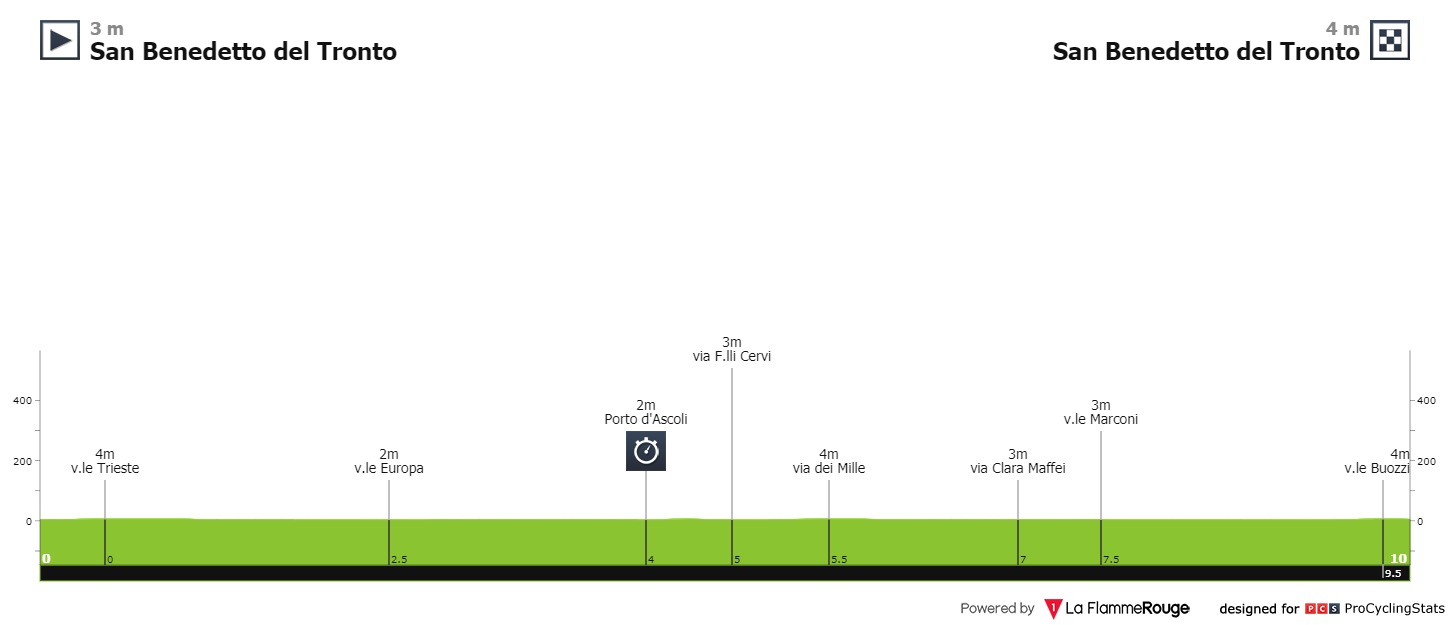 3 m
San Benedetto del Tronto
4 m
San Benedetto del Tronto
3m
via F.lli Cervi
400
2m
Porto d'Ascoli
3m
v.le Marconi
400
4m
v.le Trieste
2m
v.le Europa
4m
via dei Mille
3m
via Clara Maffei
4m
v.le Buozzi
200
200
0
0
0
0
2.5
4
5
5.5
7
7.5
10
9.5
Powered by 1 La FlammeRouge designed for PCS ProCyclingStats